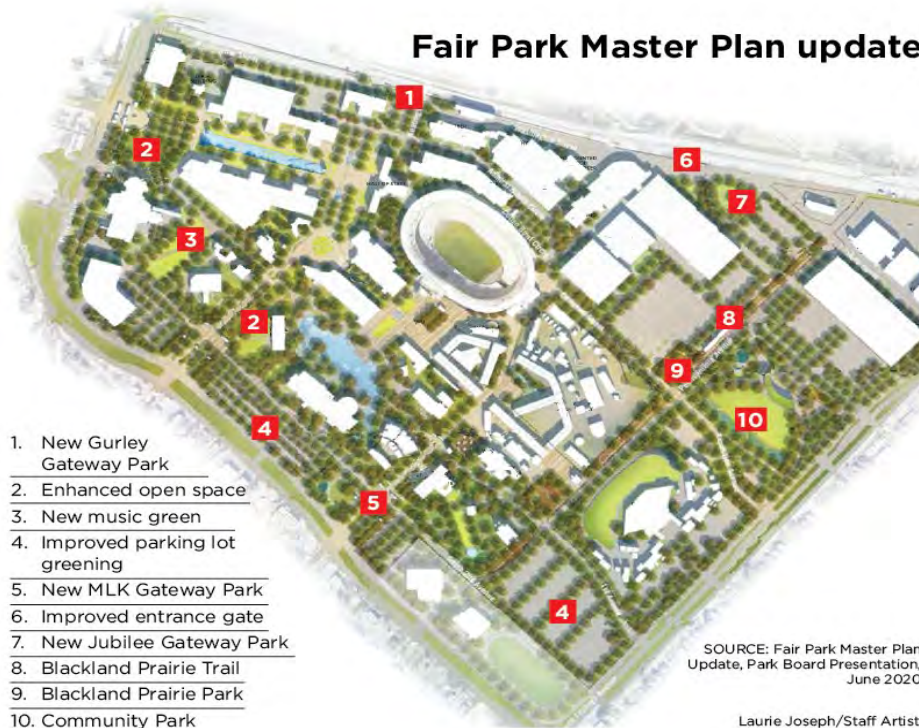 Fair Park Master Plan update
1
2
6
7
3
8
2
9
10
4
5
4
1. New Gurley
Gateway Park
2. Enhanced open space
3. New music green
4. Improved parking lot
greening
5. New MLK Gateway Park
6. Improved entrance gate
7. New Jubilee Gateway Park
8. Blackland Prairie Trail
9. Blackland Prairie Park
10. Community Park
SOURCE: Fair Park Master Plan
Update, Park Board Presentation,
June 2020
Laurie Joseph/Staff Artist